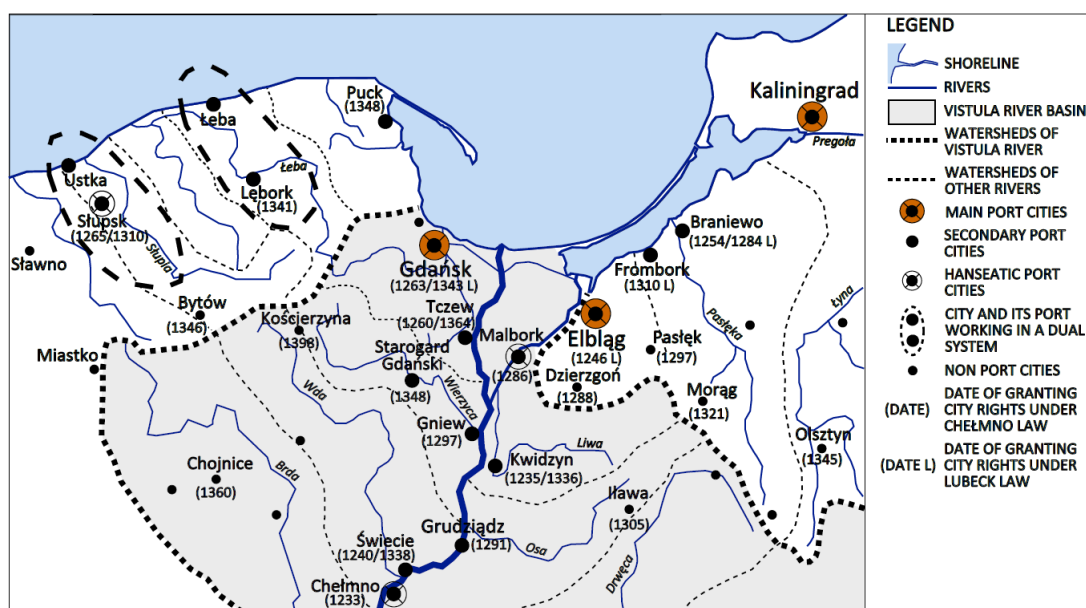 Puck
(1348)
Łeba
Kaliningrad
Pregoła
Ustka
Łeba
Lębork
(1341)
Słupsk
(1265/1310)
Słupia
Sławno
Braniewo
(1254/1284 L)
Gdańsk
(1263/1343 L)
Frombork
(1310 L)
Bytów
(1346)
Tczew
(1260/1364)
Kościerzyna
(1398)
Malbork
(1286)
Elbląg
(1246 L)
Pasłęka
Łyna
Miastko
Starogard
Gdański
(1348)
Pasłęk
(1297)
Dzierzgoń
(1288)
Wda
Wierzyca
Morąg
(1321)
Gniew
(1297)
Liwa
Olsztyn
(1345)
Chojnice
(1360)
Brda
Kwidzyn
(1235/1336)
Iława
(1305)
Grudziądz
(1291)
Osa
Świecie
(1240/1338)
Drwęca
Chełmno
(1233)
LEGEND
SHORELINE
RIVERS
VISTULA RIVER BASIN
WATERSHEDS OF
VISTULA RIVER
WATERSHEDS OF
OTHER RIVERS
MAIN PORT CITIES
SECONDARY PORT
CITIES
HANSEATIC PORT
CITIES
CITY AND ITS PORT
WORKING IN A DUAL
SYSTEM
NON PORT CITIES
(DATE) DATE OF GRANTING
CITY RIGHTS UNDER
CHEŁMNO LAW
(DATE L) DATE OF GRANTING
CITY RIGHTS UNDER
LUBECK LAW